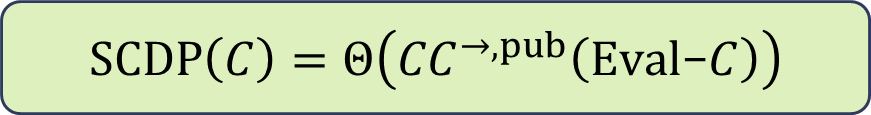 SCDP(C) = Θ(CC→,pub(Eval–C))